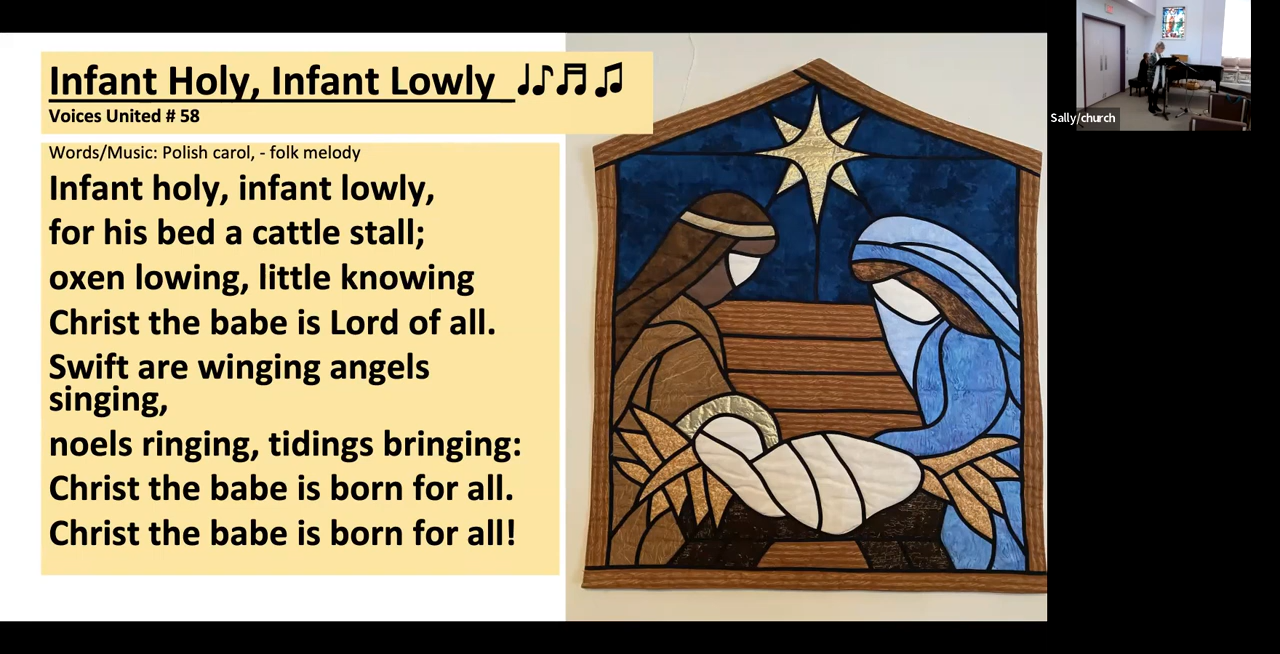 Infant Holy, Infant Lowly ♩♪♬♫
Voices United # 58
Words/Music: Polish carol, - folk melody
Infant holy, infant lowly,
for his bed a cattle stall;
oxen lowing, little knowing
Christ the babe is Lord of all.
Swift are winging angels
singing,
noels ringing, tidings bringing:
Christ the babe is born for all.
Christ the babe is born for all!
Sally/church